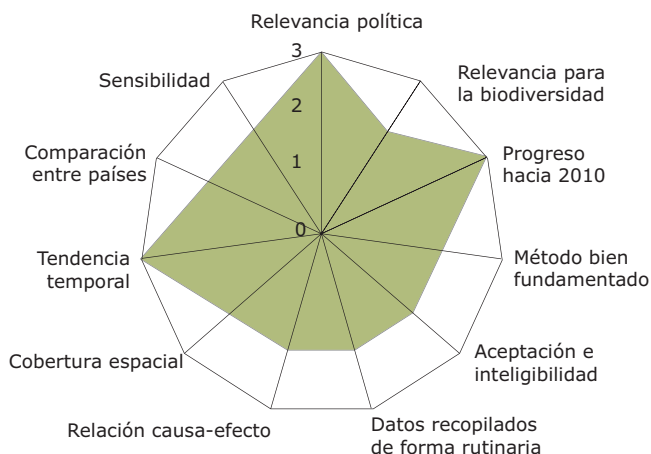 Relevancia política
3
2
1
0
Relevancia para
la biodiversidad
Progreso
hacia 2010
Método bien
fundamentado
Aceptación e
inteligibilidad
Datos recopilados
de forma rutinaria
Relación causa-efecto
Cobertura espacial
Tendencia
temporal
Comparación
entre países
Sensibilidad